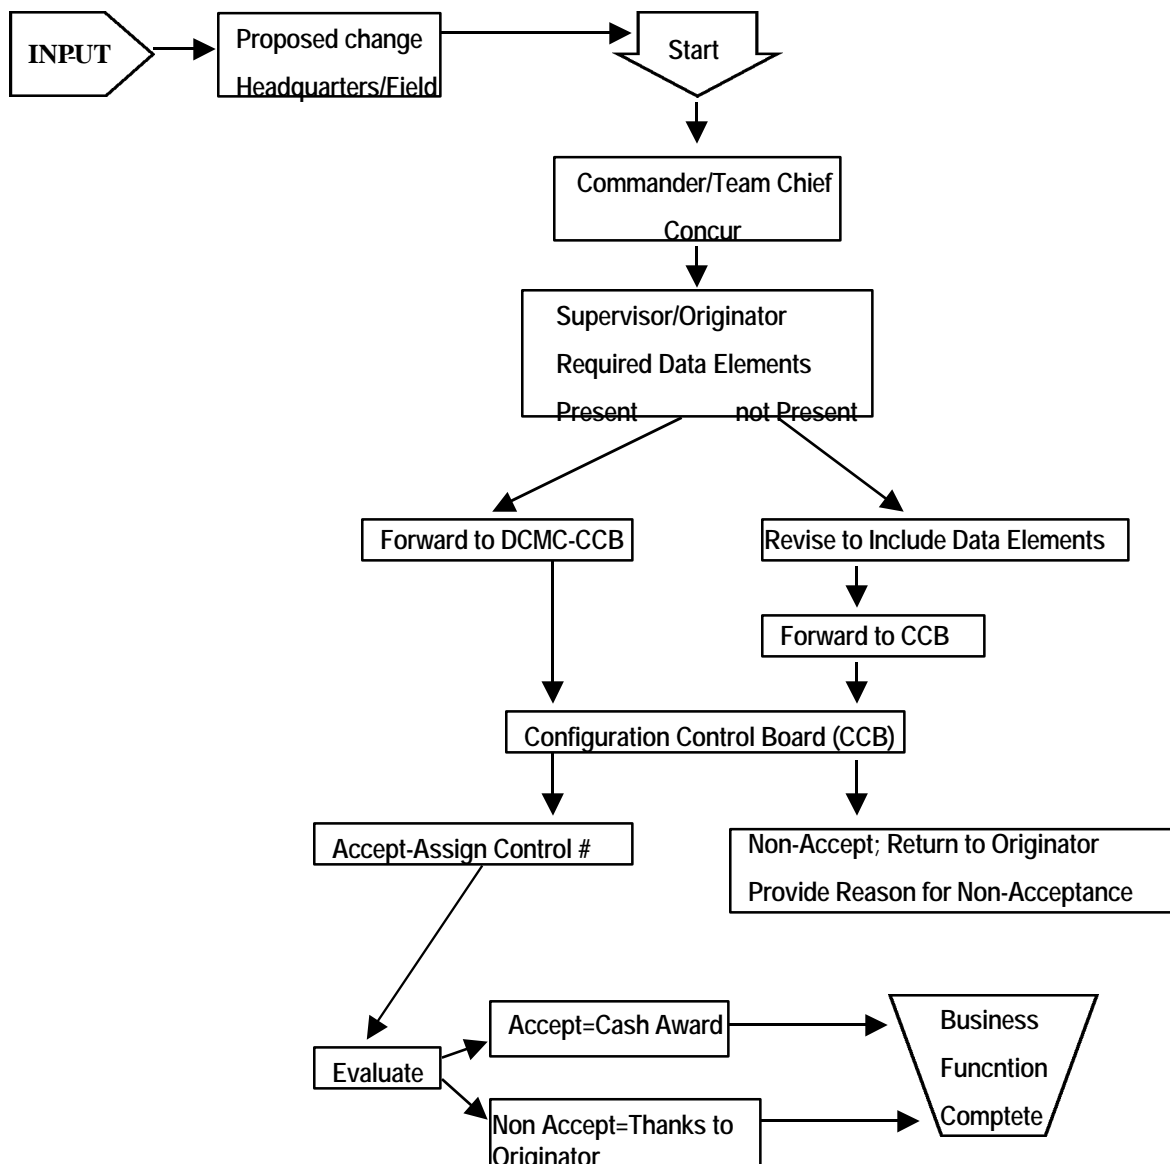 INPUT
Proposed change
Headquarters/Field
Start
Commander/Team Chief
Concur
Supervisor/Originator
Required Data Elements
Present not Present
Forward to DCMC-CCB
Revise to Include Data Elements
Forward to CCB
Configuration Control Board (CCB)
Accept-Assign Control #
Non-Accept; Return to Originator
Provide Reason for Non-Acceptance
Accept=Cash Award
Evaluate
Non Accept=Thanks to
Originator
Business
Funcntion
Comptete